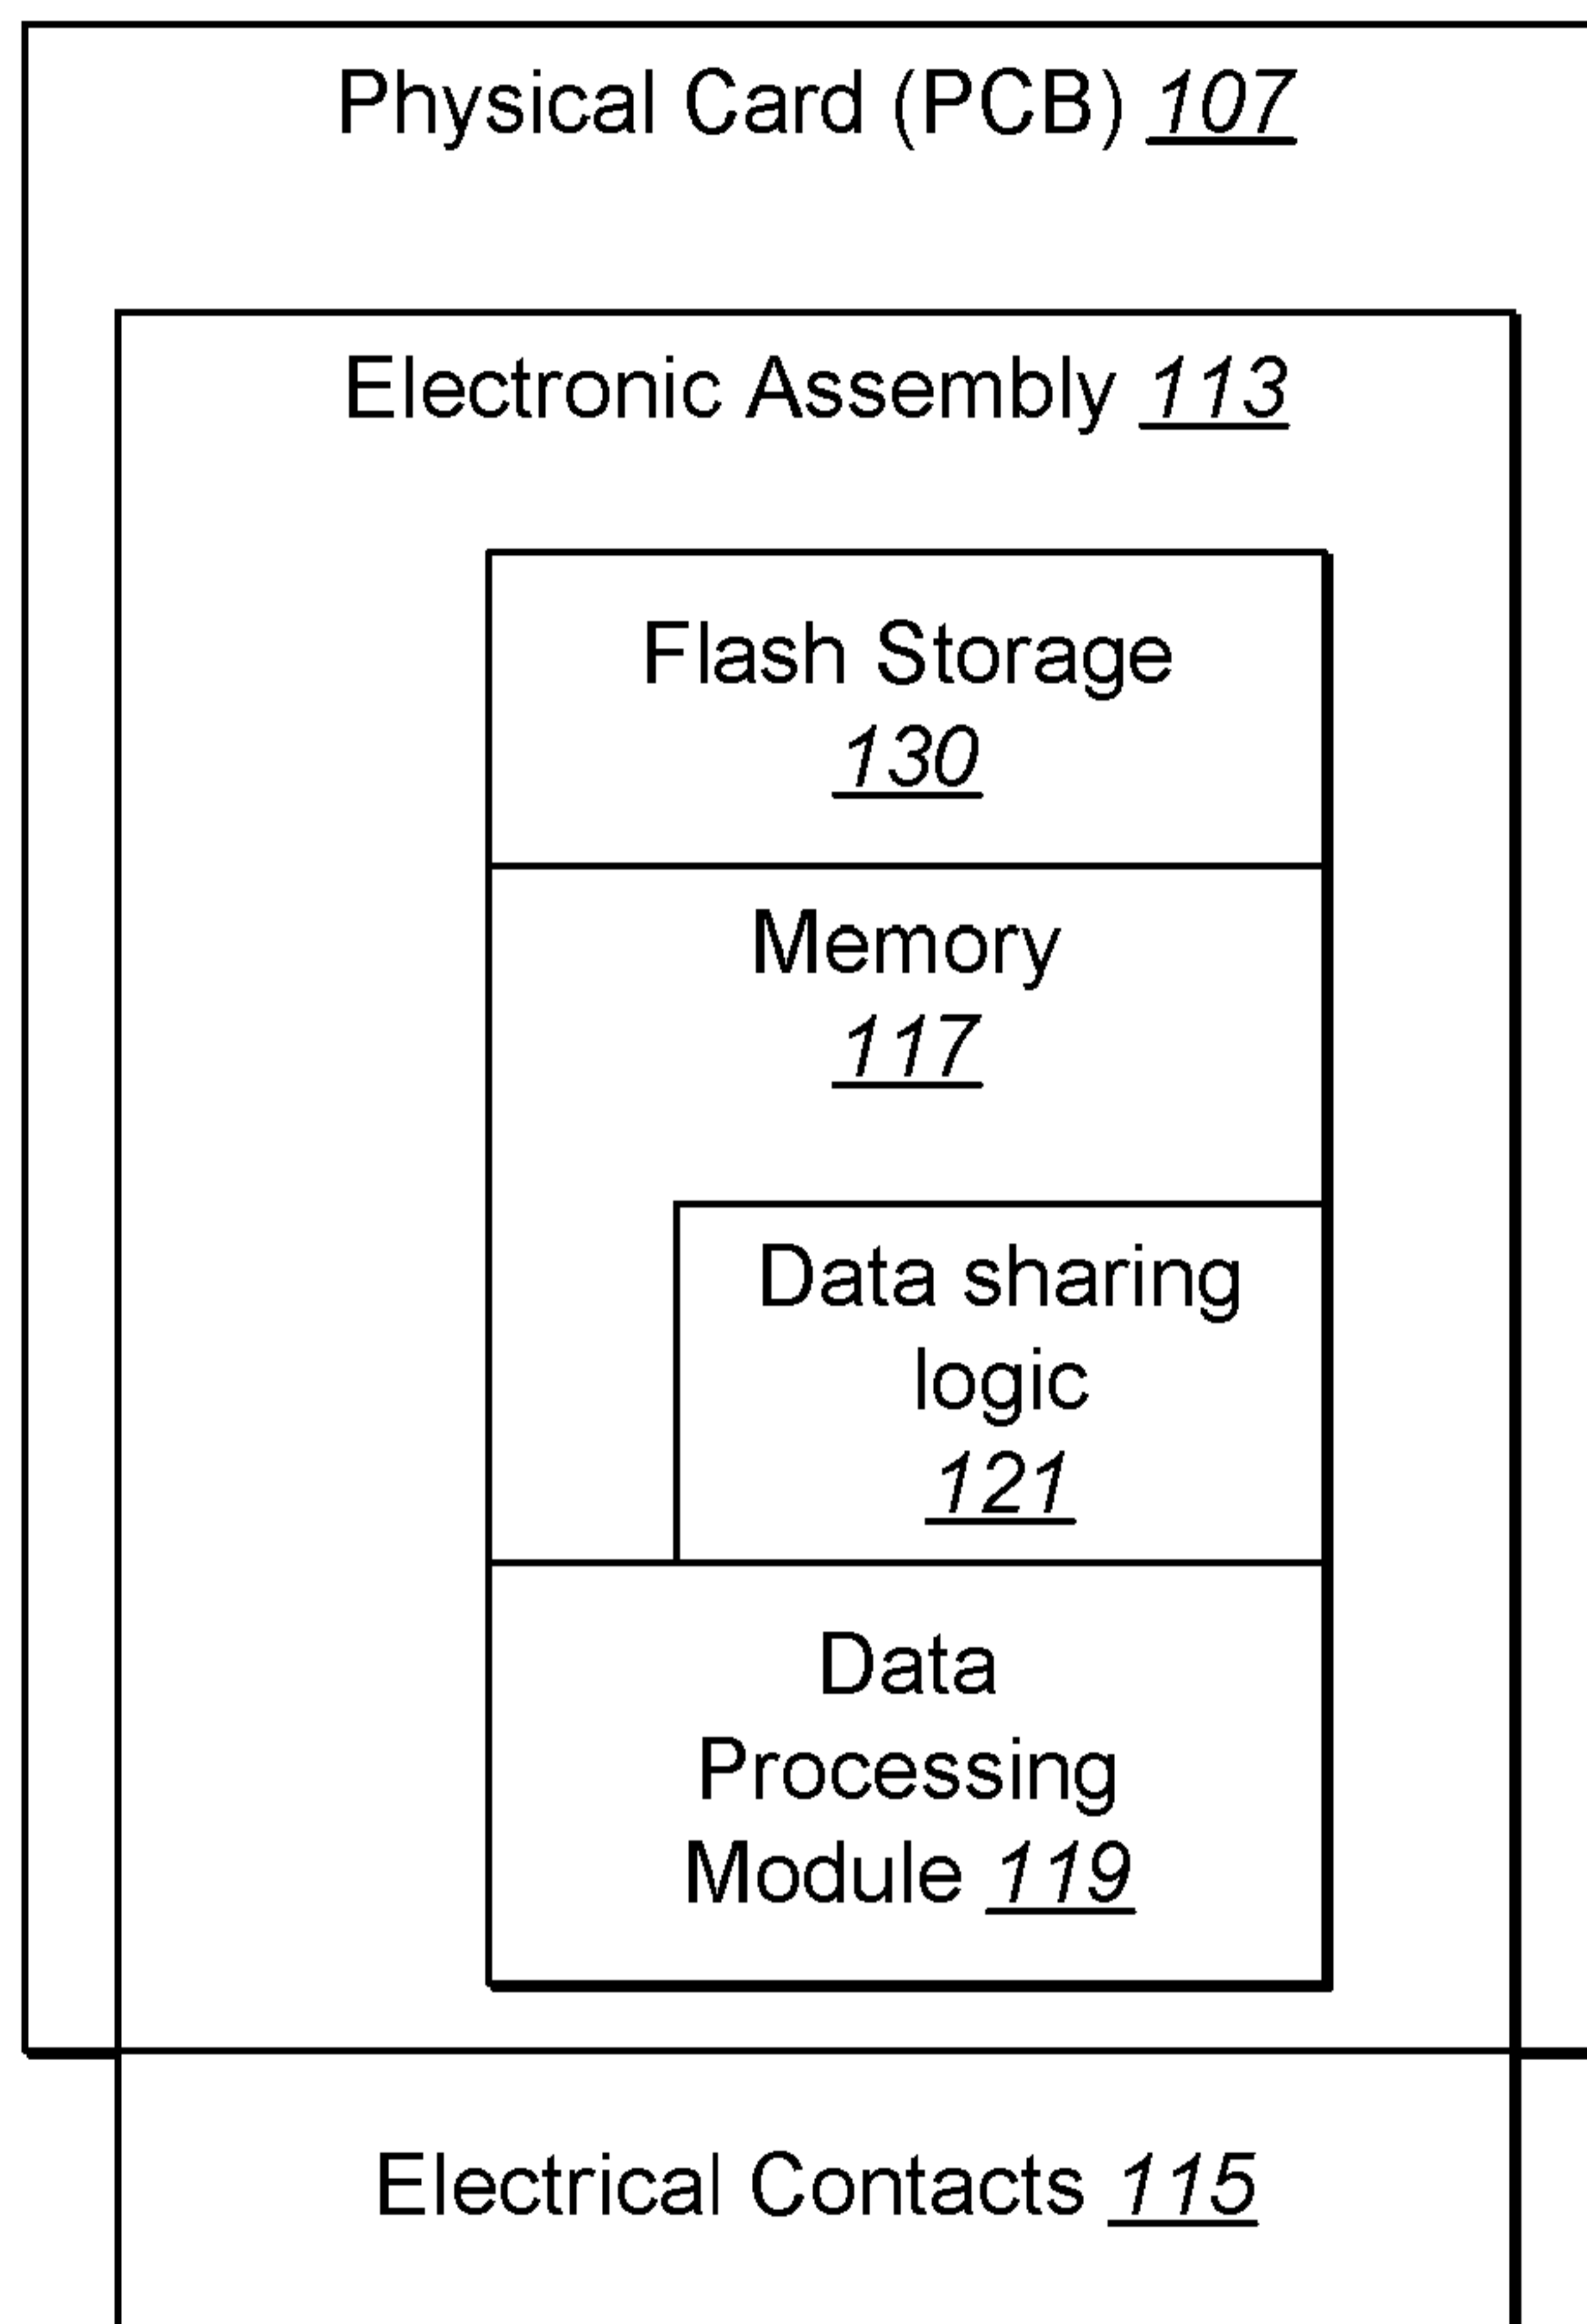 Physical Card (PCB) 107
Electronic Assembly 113
Flash Storage
130
Memory
117
Data sharing
logic
121
Data
Processing
Module 119
Electrical Contacts 115